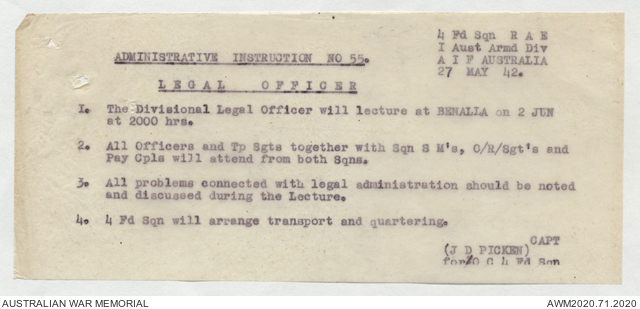 4 Fd Sqn R A E
I Aust Armd Div
A I F AUSTRALIA
27 MAY 42.
ADMINISTRATIVE INSTRUCTION NO 55.
LEGAL OFFICER
1. The Divisional Legal Officer will lecture at BENALLA on 2 JUN
at 2000 hrs.
2. All Officers and Tp Sgts together with Sqn S M's, C/R/Sgt's and
Pay Cpls will attend from both Sqns.
3. All problems connected with legal administration should be noted
and discussed during the Lecture.
4. 4 Fd Sqn will arrange transport and quartering.
CAPT
(J D PICKEN)
for O C 4 Fd Sqn
AUSTRALIAN WAR MEMORIAL
AWM2020.71.2020